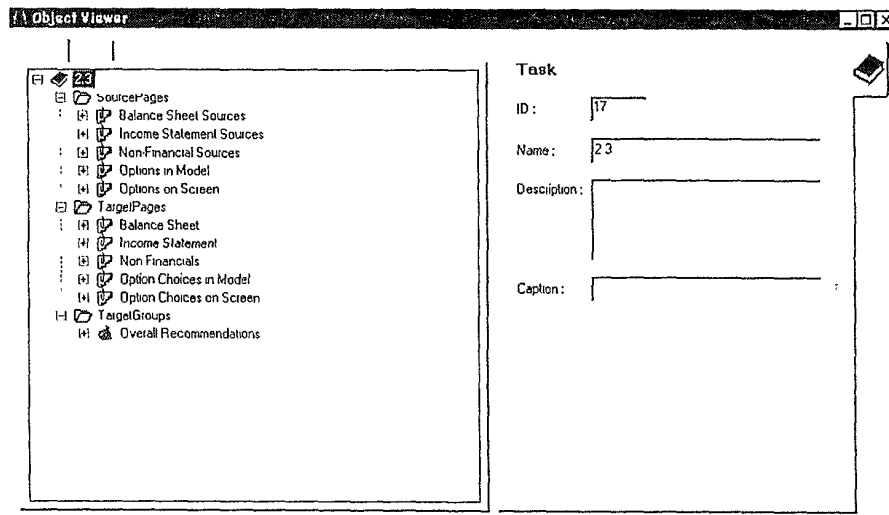 Object Viewer
23
SourcePages
Balance Sheet Sources
Income Statement Sources
Non-Financial Sources
Options in Model
Options on Screen
TargetPages
Balance Sheet
Income Statement
Non Financials
Option Choices in Model
Option Choices on Screen
TargetGroups
Overall Recommendations
Task
ID :
17
Name :
2 3
Description :
Caption :